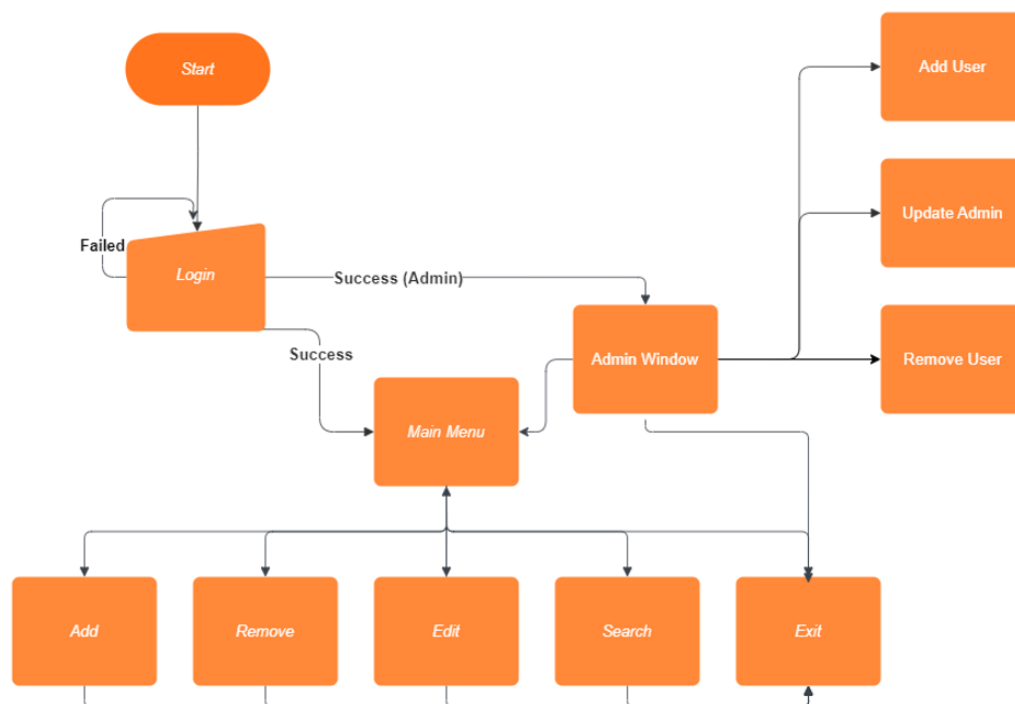 Start
Add User
Update Admin
Failed
Login
Success (Admin)
Success
Admin Window
Remove User
Main Menu
Add
Remove
Edit
Search
Exit